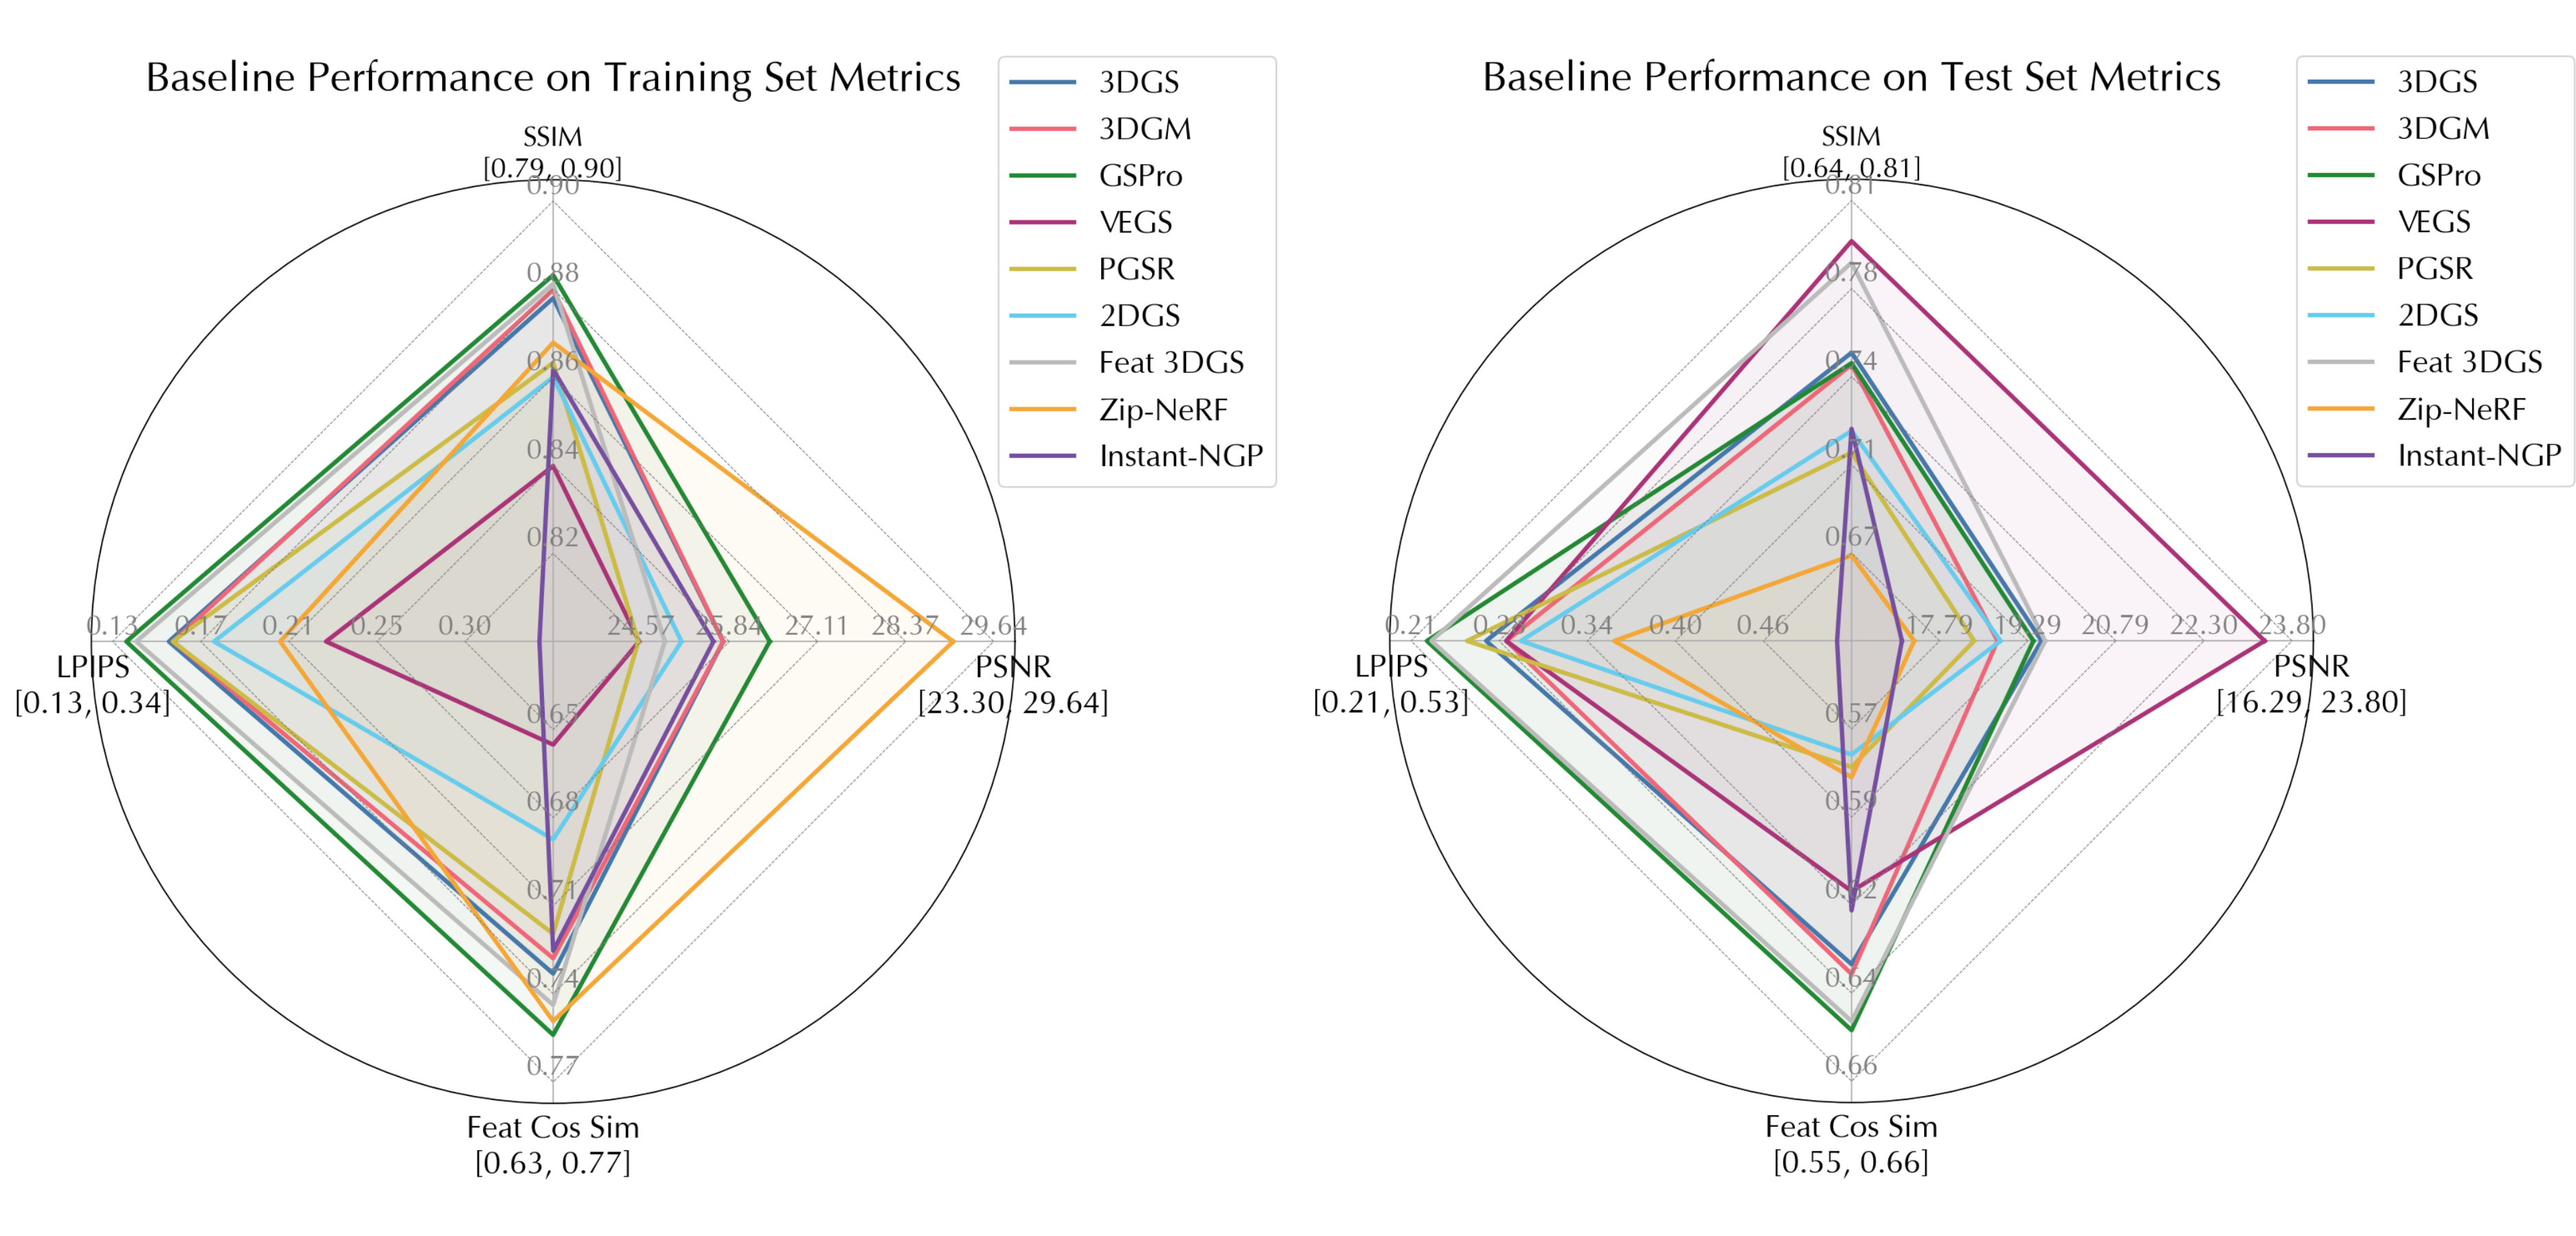 Baseline Performance on Training Set Metrics
SSIM
[0.79, 0.90]
0.90
0.88
0.86
0.84
0.82
0.13
0.17
0.21
0.25
0.30
24.57
25.84
27.11
28.37
29.64
LPIPS
[0.13, 0.34]
PSNR
[23.30, 29.64]
0.65
0.68
0.71
0.74
0.77
Feat Cos Sim
[0.63, 0.77]
3DGS
3DGM
GSPro
VEGS
PGSR
2DGS
Feat 3DGS
Zip-NeRF
Instant-NGP
Baseline Performance on Test Set Metrics
SSIM
[0.64, 0.81]
0.81
0.78
0.74
0.71
0.67
0.21
0.28
0.34
0.40
0.46
17.79
19.29
20.79
22.30
23.80
LPIPS
[0.21, 0.53]
PSNR
[16.29, 23.80]
0.57
0.59
0.62
0.64
0.66
Feat Cos Sim
[0.55, 0.66]
3DGS
3DGM
GSPro
VEGS
PGSR
2DGS
Feat 3DGS
Zip-NeRF
Instant-NGP